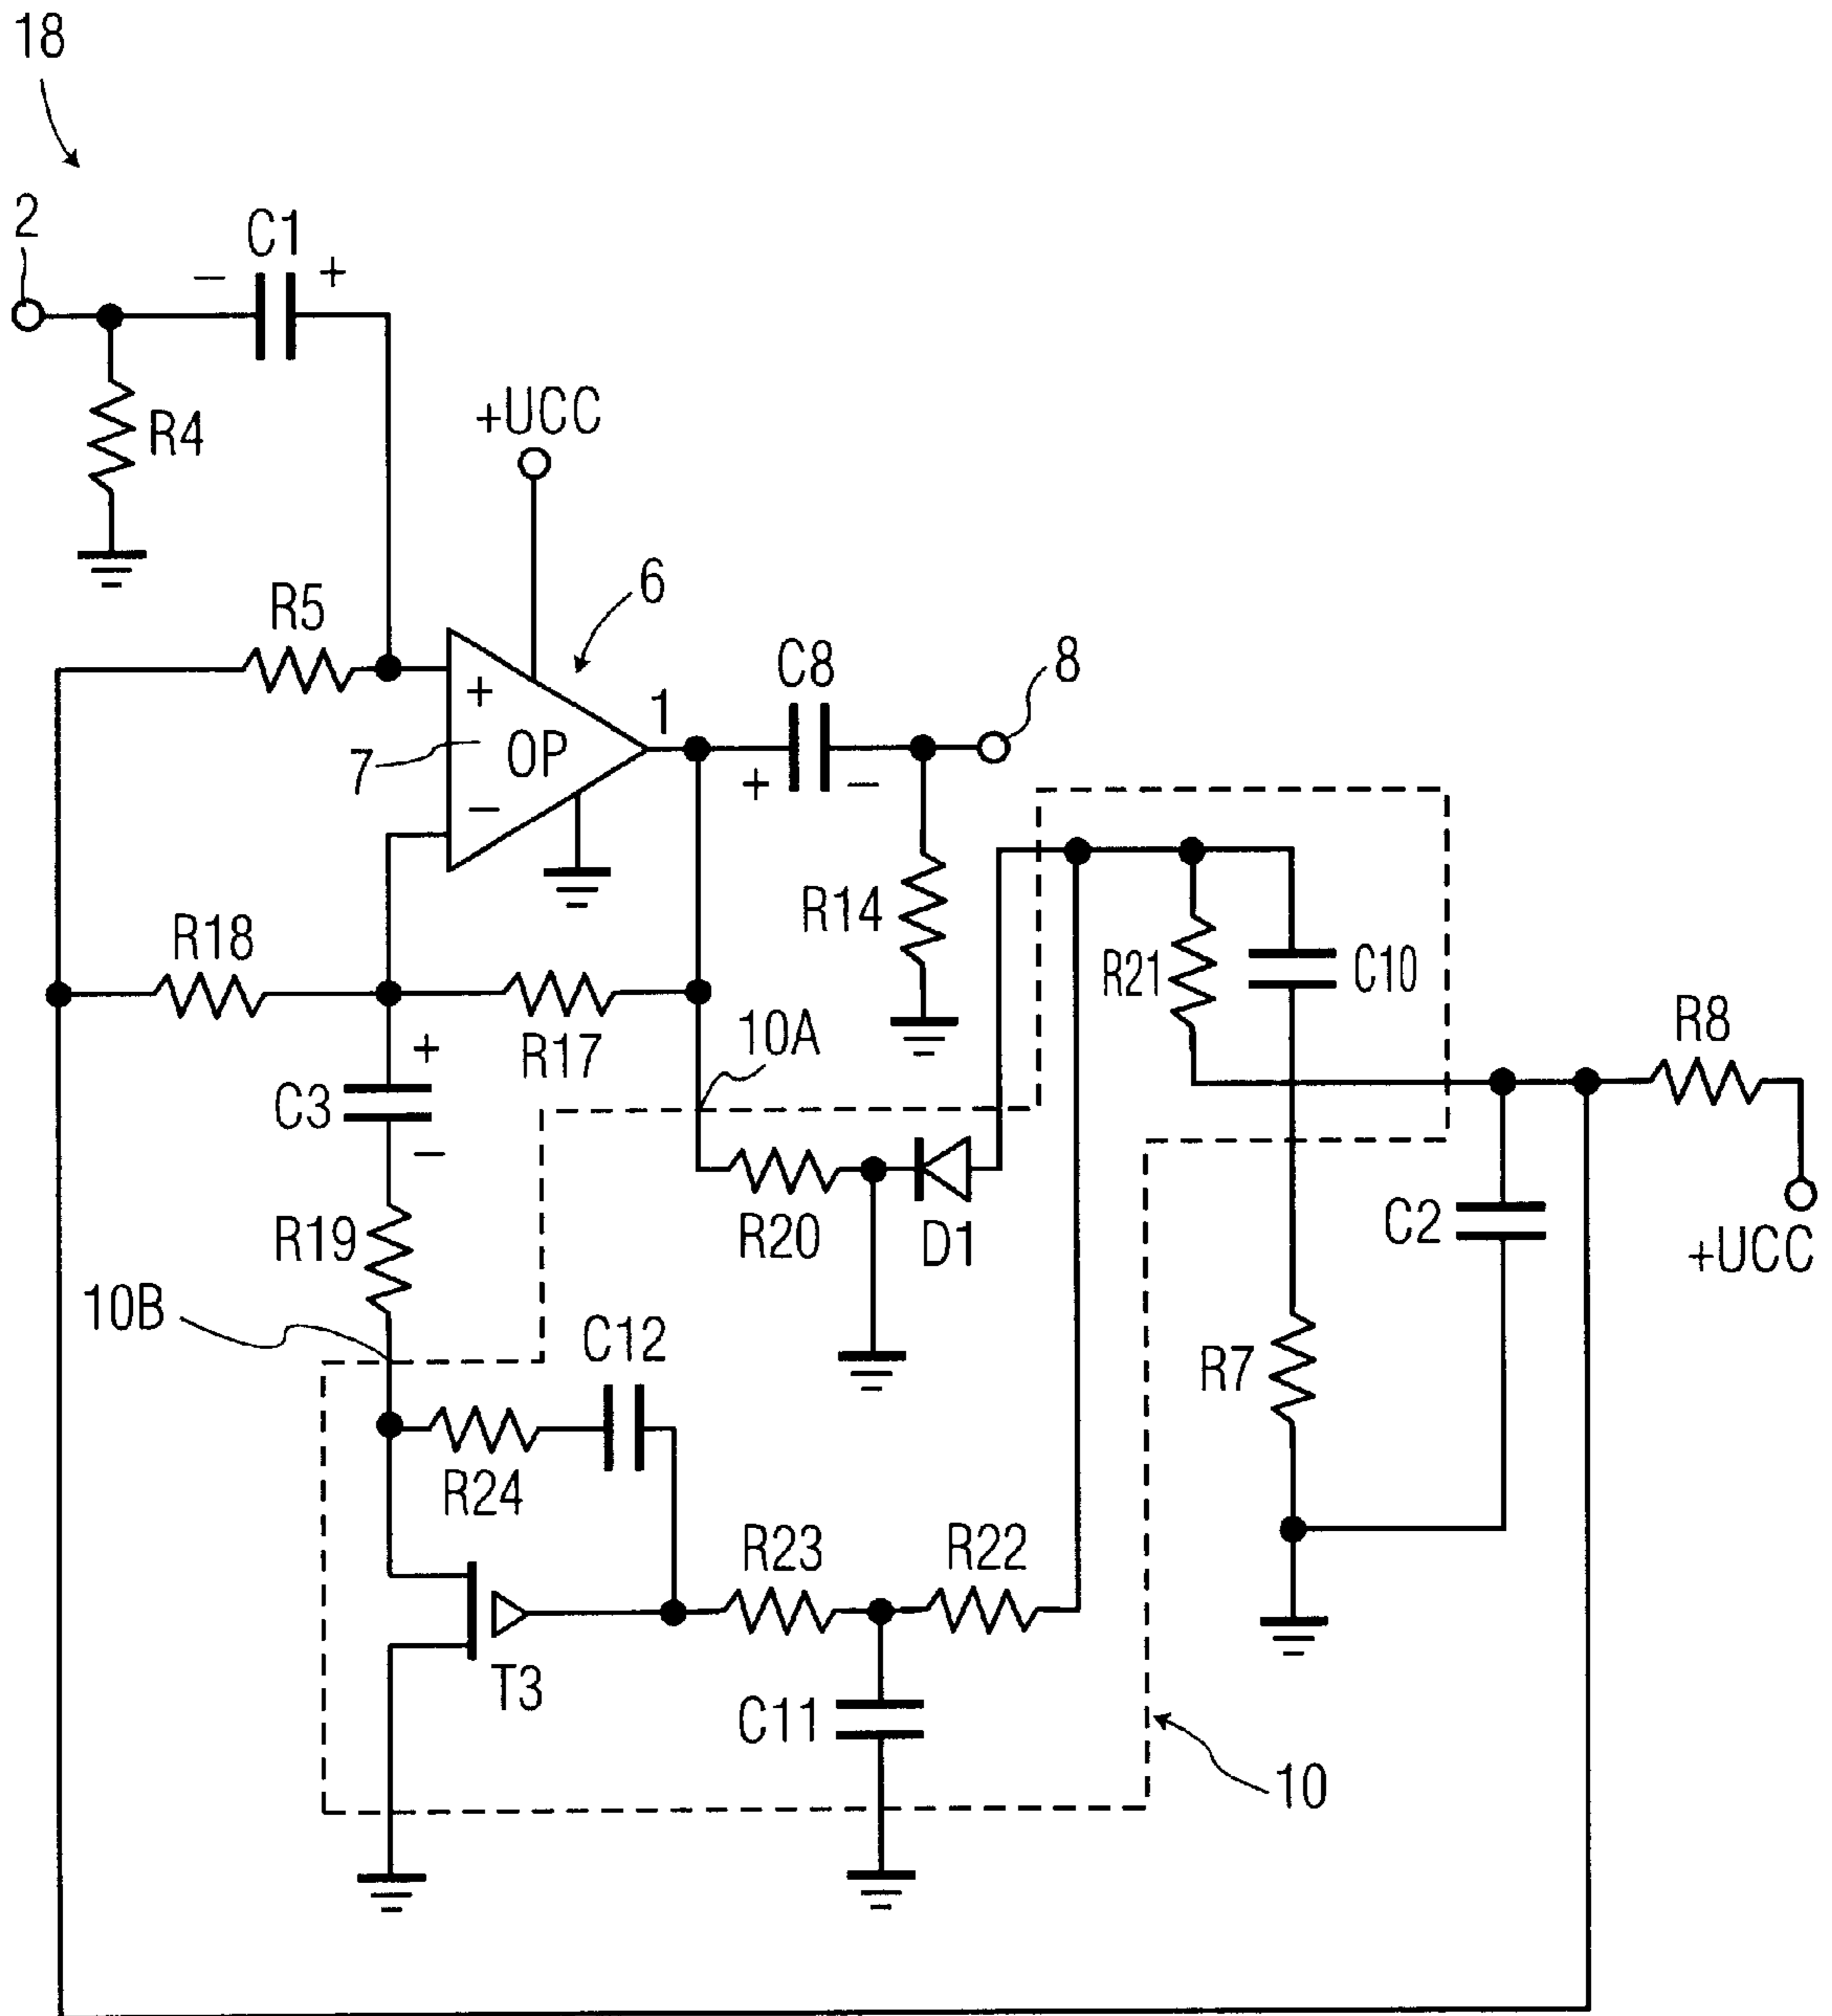 18
2
C1
− +
R4
+UCC
R5
6
C8
8
+
1
7
OP
+ −
−
R18
R14
R21
C10
R17
10A
R8
+
C3
−
R19
R20
D1
C2
+UCC
10B
C12
R7
R24
R23
R22
T3
C11
10